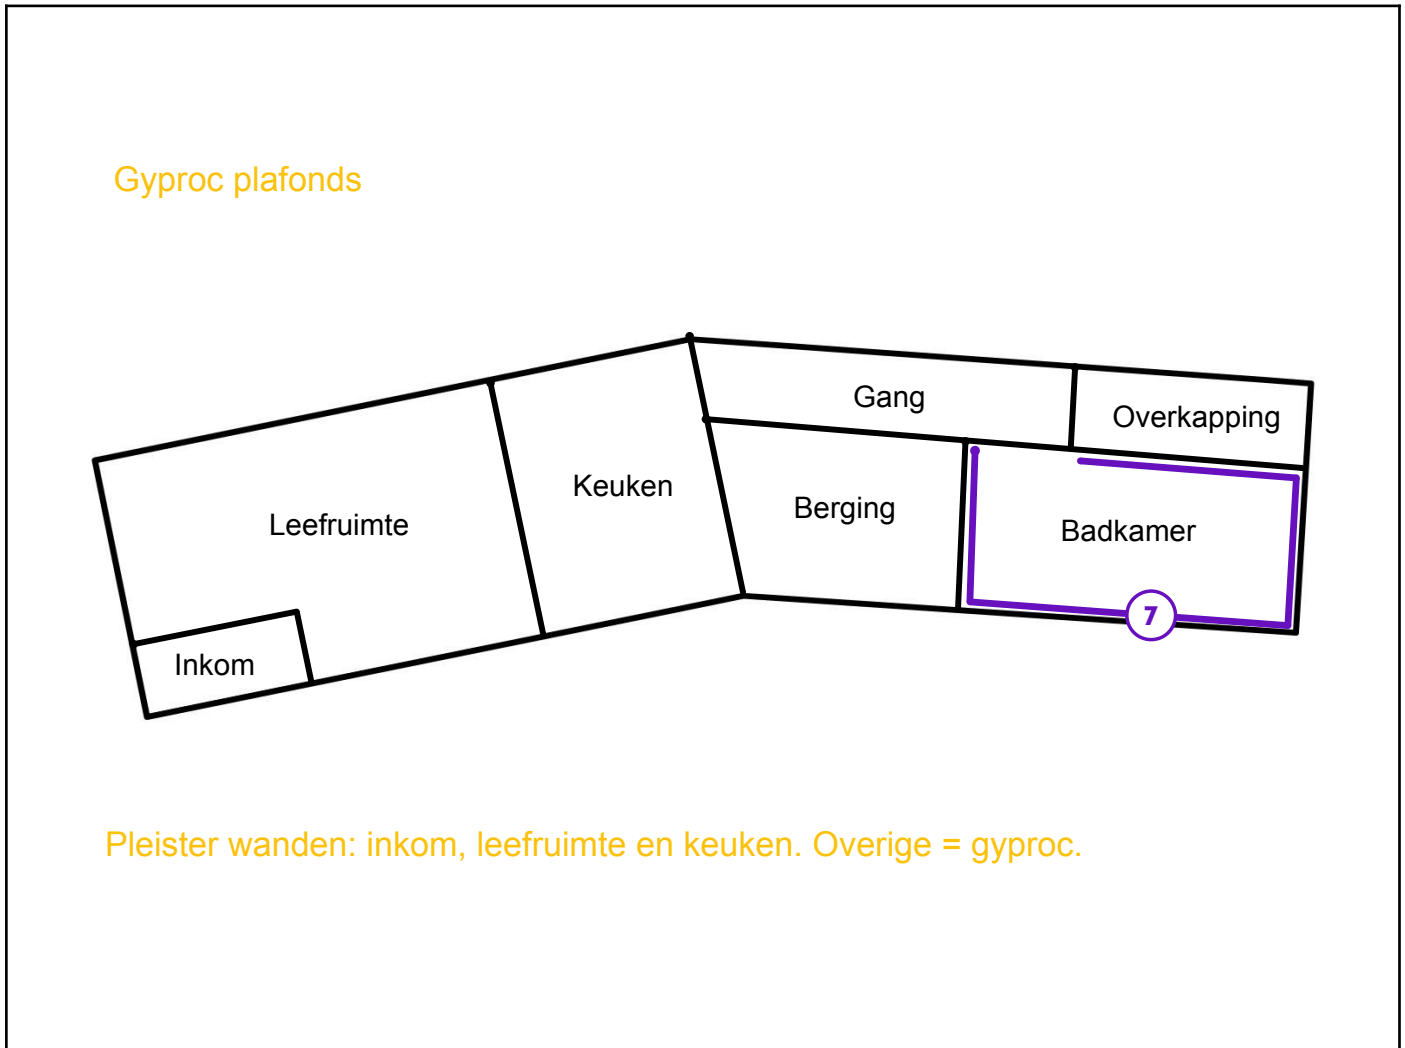 Gyproc plafonds
Gang
Overkapping
Keuken
Berging
Leefruimte
Badkamer
7
Inkom
Pleister wanden: inkom, leefruimte en keuken. Overige = gyproc.